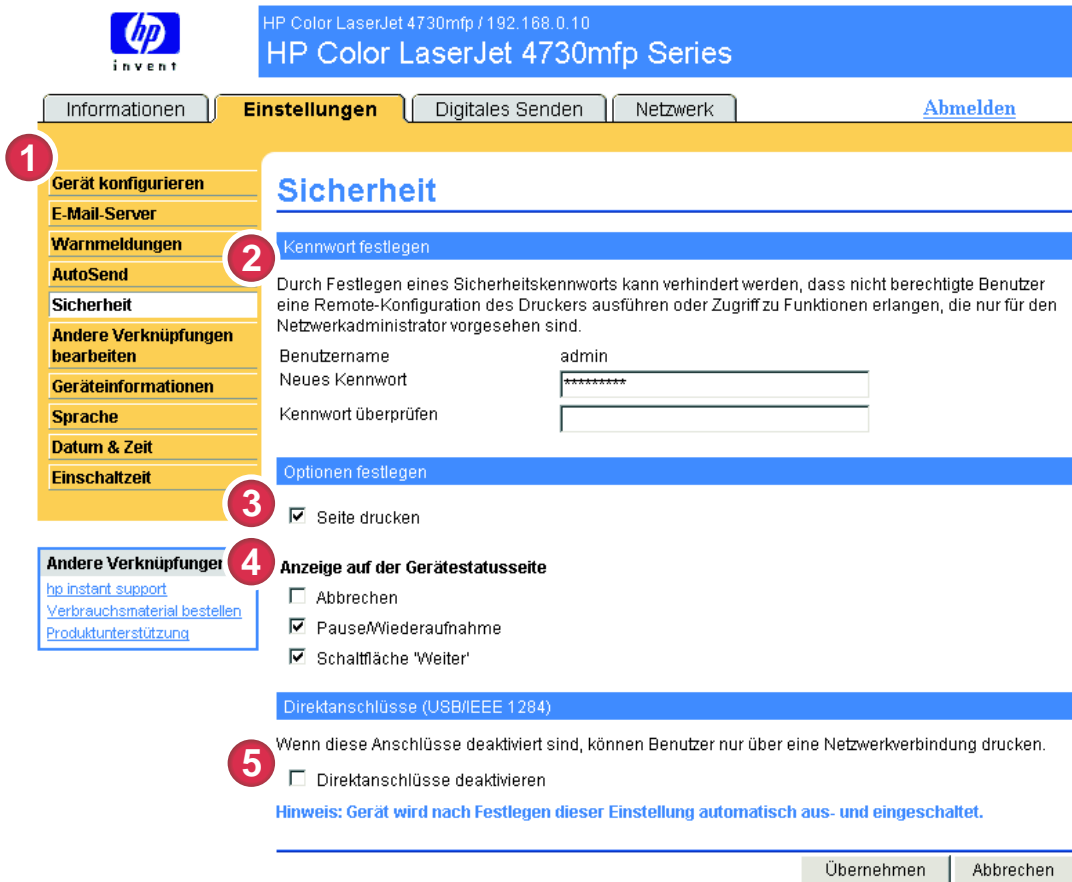 hp
invent
HP Color LaserJet 4730mfp / 192.168.0.10
HP Color LaserJet 4730mfp Series
Informationen
Einstellungen
Digitales Senden
Netzwerk
Abmelden
1
Gerät konfigurieren
E-Mail-Server
Warnmeldungen
AutoSend
Sicherheit
Andere Verknüpfungen
bearbeiten
Geräteinformationen
Sprache
Datum & Zeit
Einschaltzeit
Andere Verknüpfungen
hp instant support
Verbrauchsmaterial bestellen
Produktunterstützung
Sicherheit
2
Kennwort festlegen
Durch Festlegen eines Sicherheitskennworts kann verhindert werden, dass nicht berechtigte Benutzer
eine Remote-Konfiguration des Druckers ausführen oder Zugriff zu Funktionen erlangen, die nur für den
Netzwerkadministrator vorgesehen sind.
Benutzername admin
Neues Kennwort *********
Kennwort überprüfen
Optionen festlegen
3
Seite drucken
4
Anzeige auf der Gerätestatusseite
Abbrechen
Pause/Wiederaufnahme
Schaltfläche 'Weiter'
Direktanschlüsse (USB/IEEE 1284)
Wenn diese Anschlüsse deaktiviert sind, können Benutzer nur über eine Netzwerkverbindung drucken.
5
Direktanschlüsse deaktivieren
Hinweis: Gerät wird nach Festlegen dieser Einstellung automatisch aus- und eingeschaltet.
Übernehmen
Abbrechen